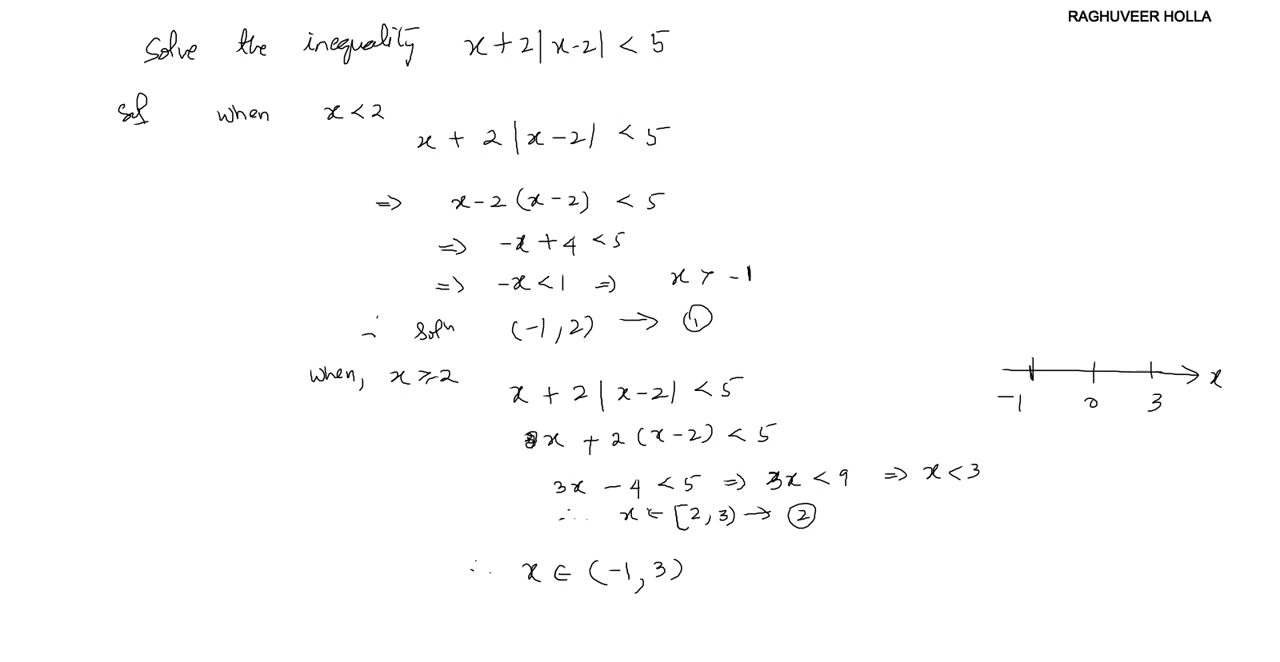 RAGHUVEER HOLLA
Solve the inequality x + 2|x-2| < 5
Sol when x < 2
x + 2|x-2| < 5
=> x - 2(x-2) < 5
=> -x + 4 < 5
=> -x < 1 => x > -1
∴ soln (-1, 2) → ①
when, x ≥ 2
x + 2|x-2| < 5
x + 2(x-2) < 5
3x - 4 < 5 => 3x < 9 => x < 3
∴ x ∈ [2, 3) → ②
∴ x ∈ (-1, 3)
x
-1 0 3